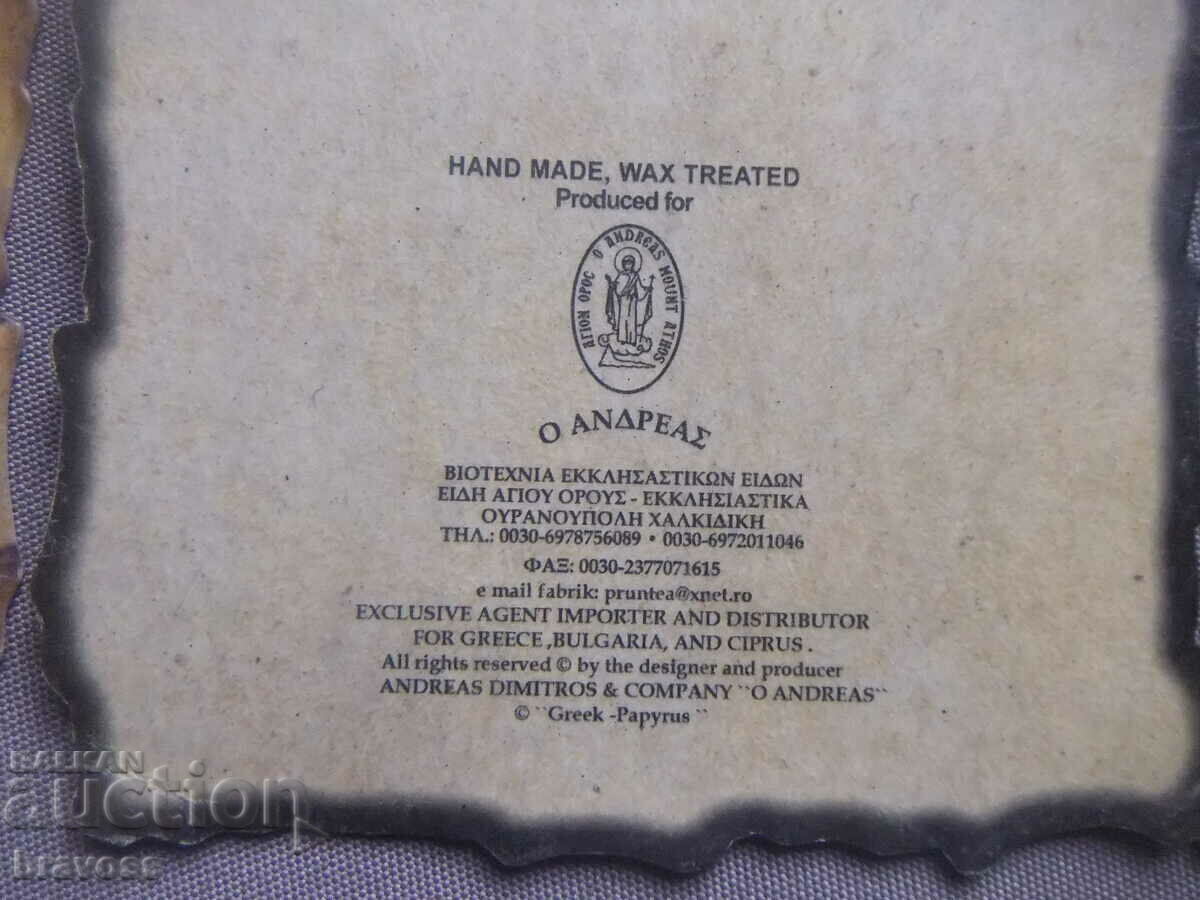 HAND MADE, WAX TREATED
Produced for
ΑΓΙΟΝ ΟΡΟC Ο ANDREAS MOUNT ATHOS
Ο ΑΝΔΡΕΑΣ
ΒΙΟΤΕΧΝΙΑ ΕΚΚΛΗΣΑΣΤΙΚΩΝ ΕΙΔΩΝ
ΕΙΔΗ ΑΓΙΟΥ ΟΡΟΥΣ - ΕΚΚΛΗΣΙΑΣΤΙΚΑ
ΟΥΡΑΝΟΥΠΟΛΗ ΧΑΛΚΙΔΙΚΗ
ΤΗΛ.: 0030-6978756089 • 0030-6972011046
ΦΑΞ: 0030-2377071615
e mail fabrik: pruntea@xnet.ro
EXCLUSIVE AGENT IMPORTER AND DISTRIBUTOR
FOR GREECE ,BULGARIA, AND CIPRUS .
All rights reserved © by the designer and producer
ANDREAS DIMITROS & COMPANY ``O ANDREAS``
© ``Greek -Papyrus ``
BALKAN
auction
bravoss